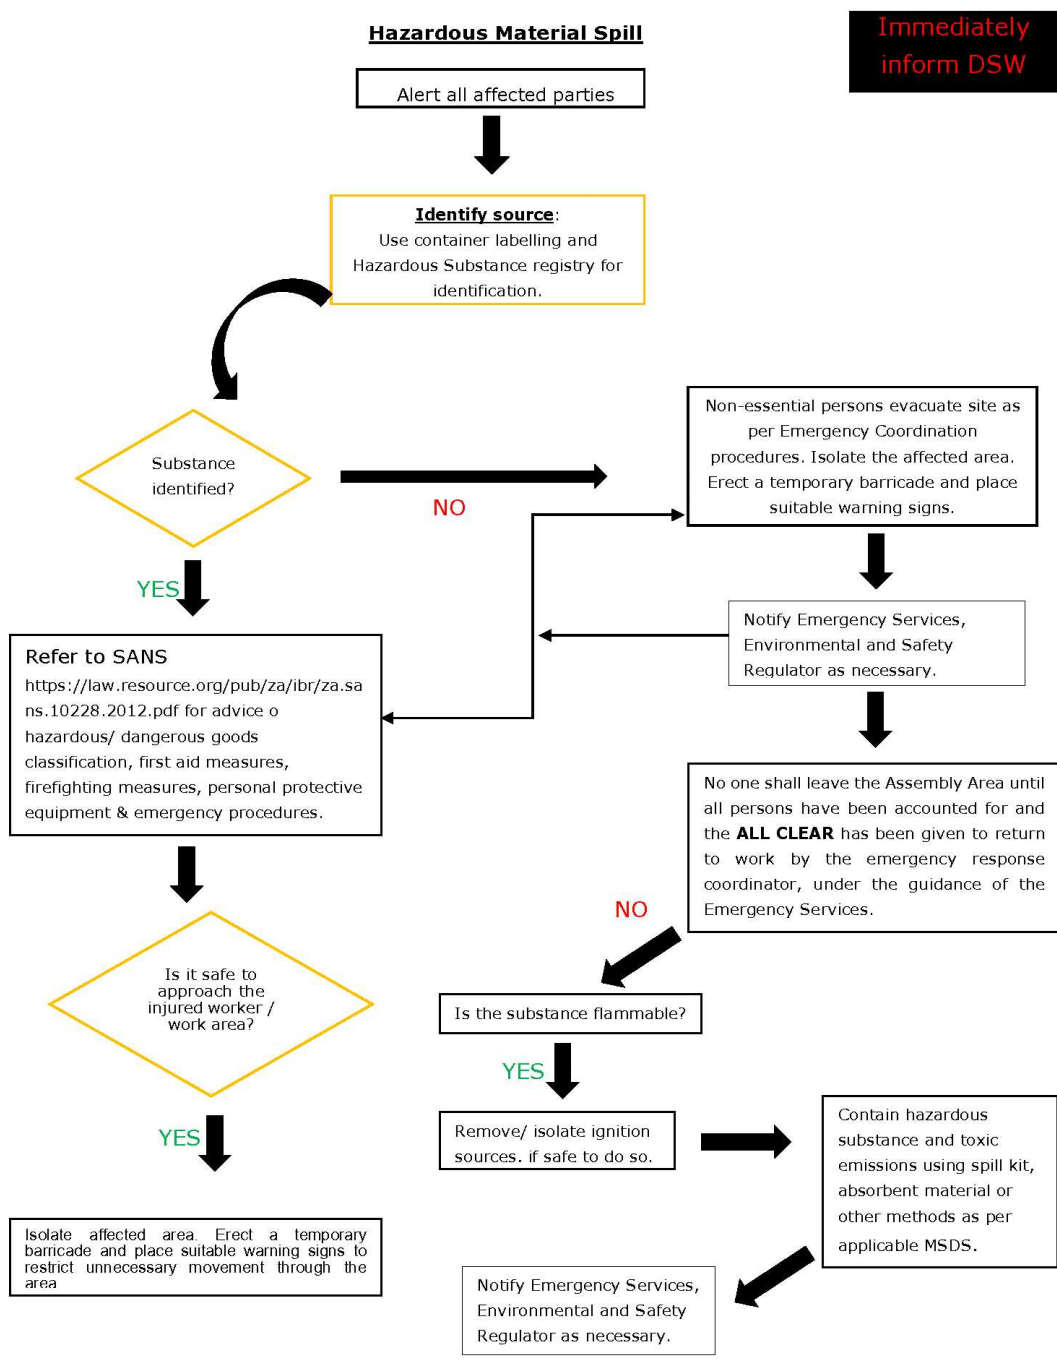 Hazardous Material Spill
Immediately
inform DSW
Alert all affected parties
Identify source:
Use container labelling and
Hazardous Substance registry for
identification.
Substance
identified?
NO
YES
Non-essential persons evacuate site as
per Emergency Coordination
procedures. Isolate the affected area.
Erect a temporary barricade and place
suitable warning signs.
Notify Emergency Services,
Environmental and Safety
Regulator as necessary.
Refer to SANS
https://law.resource.org/pub/za/ibr/za.sa
ns.10228.2012.pdf for advice o
hazardous/ dangerous goods
classification, first aid measures,
firefighting measures, personal protective
equipment & emergency procedures.
No one shall leave the Assembly Area until
all persons have been accounted for and
the ALL CLEAR has been given to return
to work by the emergency response
coordinator, under the guidance of the
Emergency Services.
NO
Is it safe to
approach the
injured worker /
work area?
YES
Is the substance flammable?
YES
Remove/ isolate ignition
sources. if safe to do so.
Contain hazardous
substance and toxic
emissions using spill kit,
absorbent material or
other methods as per
applicable MSDS.
Isolate affected area. Erect a temporary
barricade and place suitable warning signs to
restrict unnecessary movement through the
area
Notify Emergency Services,
Environmental and Safety
Regulator as necessary.